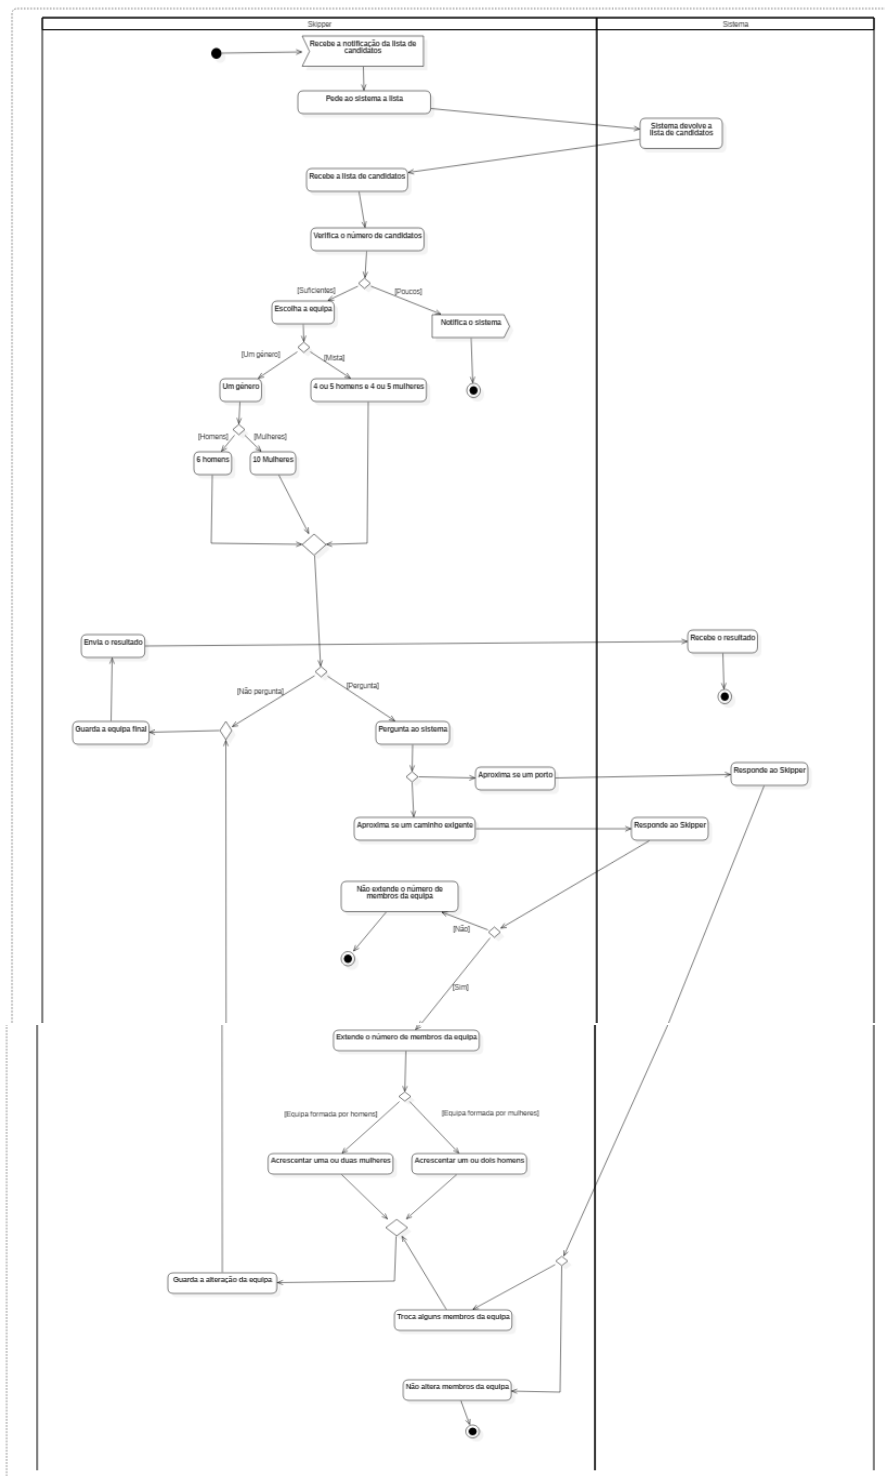 Skipper
Sistema
Recebe a notificação da lista de
candidatos
Pede ao sistema a lista
Sistema devolve a
lista de candidatos
Recebe a lista de candidatos
Verifica o número de candidatos
[Suficientes]
[Poucos]
Escolha a equipa
Notifica o sistema
[Um género]
[Mista]
Um género
4 ou 5 homens e 4 ou 5 mulheres
[Homens]
[Mulheres]
6 homens
10 Mulheres
Envia o resultado
Recebe o resultado
[Não pergunta]
[Pergunta]
Guarda a equipa final
Pergunta ao sistema
Aproxima se um porto
Responde ao Skipper
Aproxima se um caminho exigente
Responde ao Skipper
Não extende o número de
membros da equipa
[Não]
[Sim]
Extende o número de membros da equipa
[Equipa formada por homens]
[Equipa formada por mulheres]
Acrescentar uma ou duas mulheres
Acrescentar um ou dois homens
Guarda a alteração da equipa
Troca alguns membros da equipa
Não altera membros da equipa